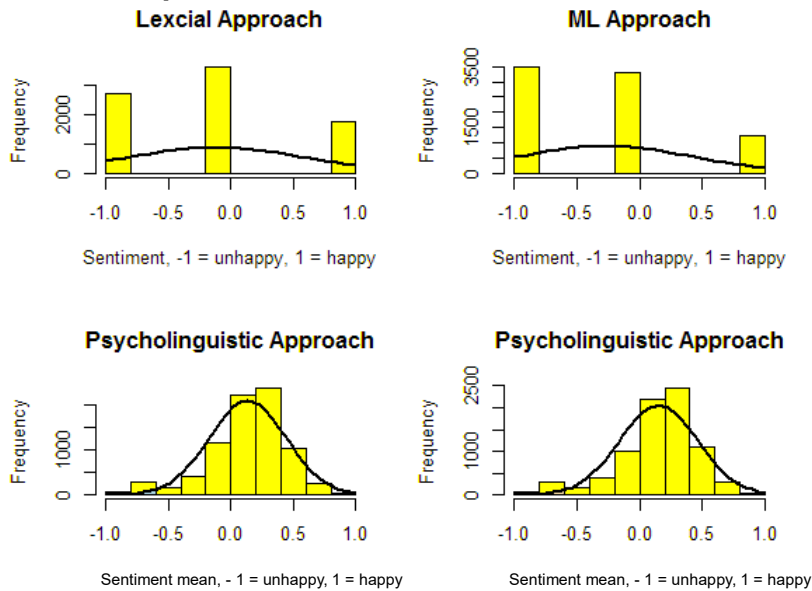 Lexcial Approach
Frequency
0 2000
-1.0 -0.5 0.0 0.5 1.0
Sentiment, -1 = unhappy, 1 = happy
ML Approach
Frequency
0 1500 3500
-1.0 -0.5 0.0 0.5 1.0
Sentiment, -1 = unhappy, 1 = happy
Psycholinguistic Approach
Frequency
0 1000
-1.0 -0.5 0.0 0.5 1.0
Sentiment mean, - 1 = unhappy, 1 = happy
Psycholinguistic Approach
Frequency
0 1000 2500
-1.0 -0.5 0.0 0.5 1.0
Sentiment mean, - 1 = unhappy, 1 = happy